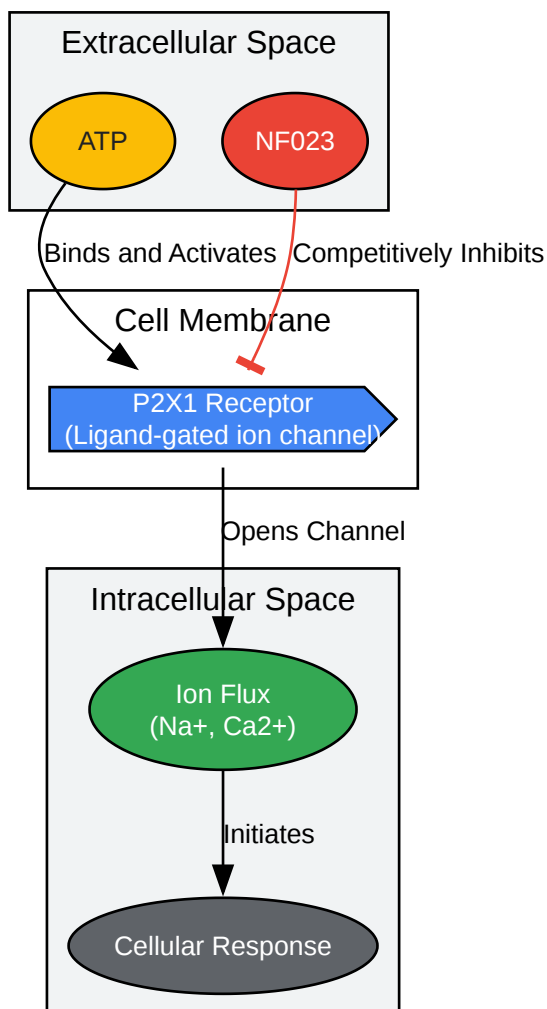 Extracellular Space
ATP
NF023
Binds and Activates
Competitively Inhibits
Cell Membrane
P2X1 Receptor
(Ligand-gated ion channel)
Opens Channel
Intracellular Space
Ion Flux
(Na+, Ca2+)
Initiates
Cellular Response